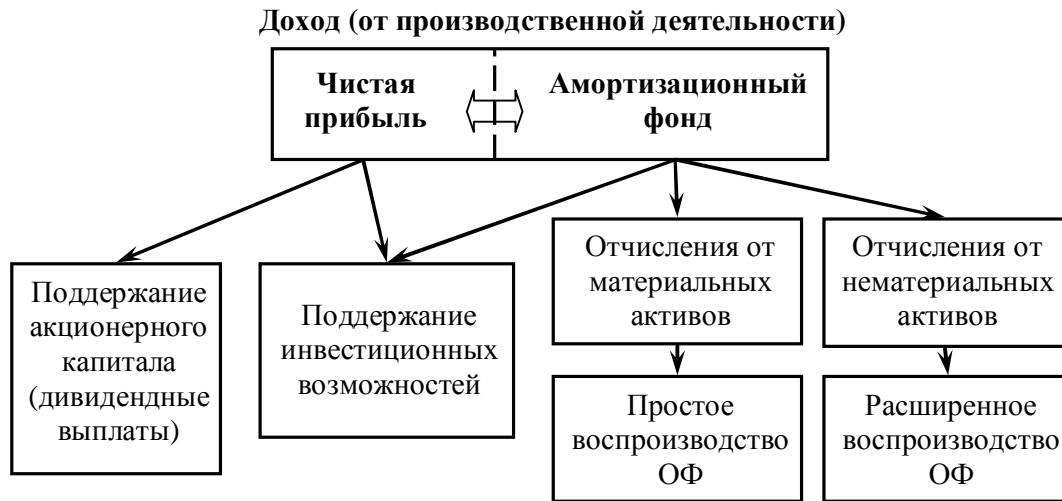 Доход (от производственной деятельности)
Чистая
прибыль
Амортизационный
фонд
Поддержание
акционерного
капитала
(дивидендные
выплаты)
Поддержание
инвестиционных
возможностей
Отчисления от
материальных
активов
Отчисления от
нематериальных
активов
Простое
воспроизводство
ОФ
Расширенное
воспроизводство
ОФ